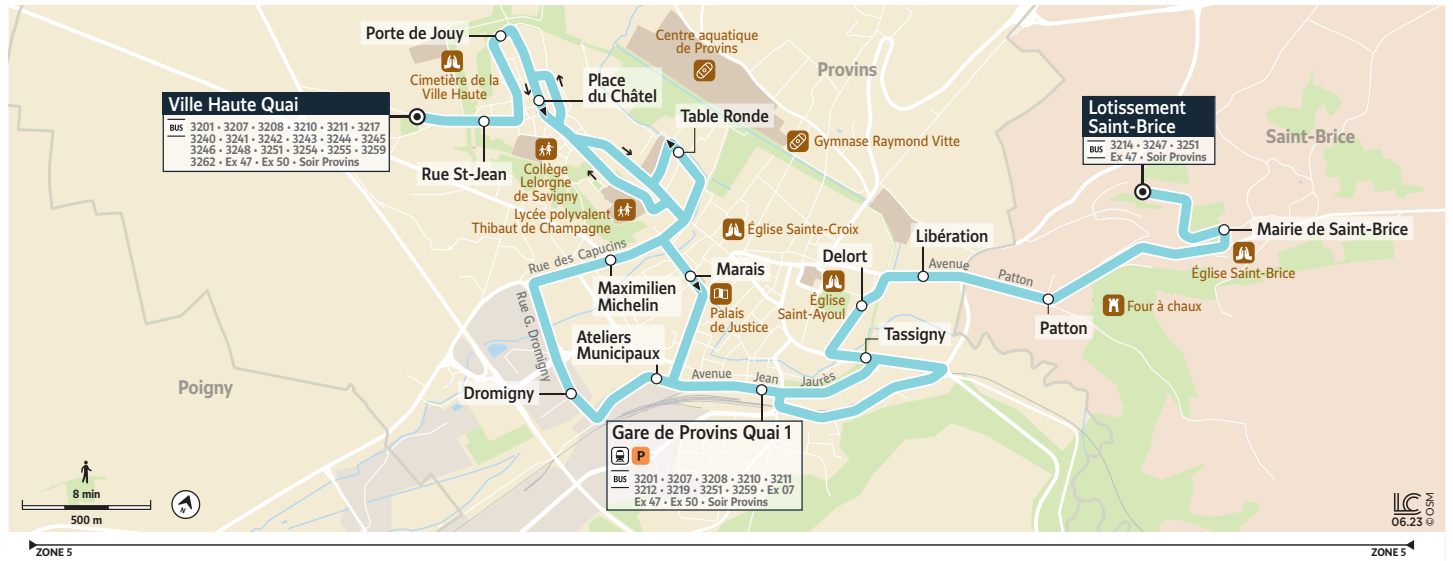 Porte de Jouy
Cimetière de la
Ville Haute
Ville Haute Quai
BUS
3201 • 3207 • 3208 • 3210 • 3211 • 3217
3240 • 3241 • 3242 • 3243 • 3244 • 3245
3246 • 3248 • 3251 • 3254 • 3255 • 3259
3262 • Ex 47 • Ex 50 • Soir Provins
Rue St-Jean
Place
du Châtel
Centre aquatique
de Provins
Provins
Table Ronde
Gymnase Raymond Vitte
Collège
Lelorgne
de Savigny
Lycée polyvalent
Thibaut de Champagne
Église Sainte-Croix
Lotissement
Saint-Brice
BUS
3214 • 3247 • 3251
Ex 47 • Soir Provins
Saint-Brice
Mairie de Saint-Brice
Église Saint-Brice
Libération
Avenue Patton
Delort
Église
Saint-Ayoul
Patton
Four à chaux
Tassigny
Rue des Capucins
Maximilien
Michelin
Marais
Palais
de Justice
Rue G. Dromigny
Ateliers
Municipaux
Avenue Jean Jaurès
Dromigny
Poigny
Gare de Provins Quai 1
P
BUS
3201 • 3207 • 3208 • 3210 • 3211
3212 • 3219 • 3251 • 3259 • Ex 07
Ex 47 • Ex 50 • Soir Provins
8 min
500 m
N
LC
06.23 © OSM
ZONE 5
ZONE 5